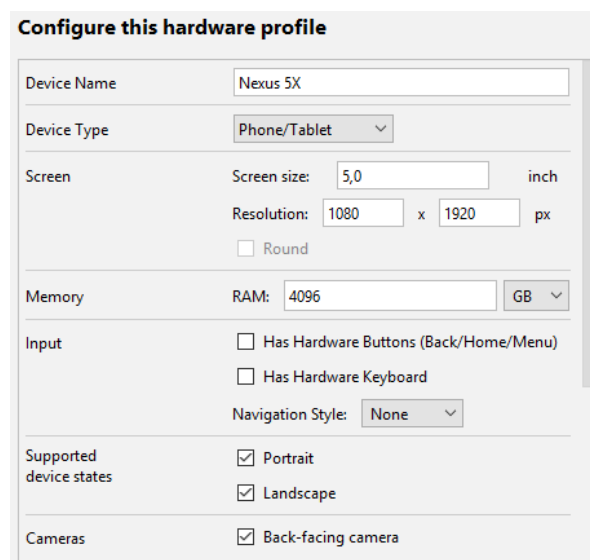 Configure this hardware profile
Device Name Nexus 5X
Device Type Phone/Tablet
Screen Screen size: 5,0 inch
Resolution: 1080 x 1920 px
Round
Memory RAM: 4096 GB
Input Has Hardware Buttons (Back/Home/Menu)
Has Hardware Keyboard
Navigation Style: None
Supported
device states Portrait
Landscape
Cameras Back-facing camera